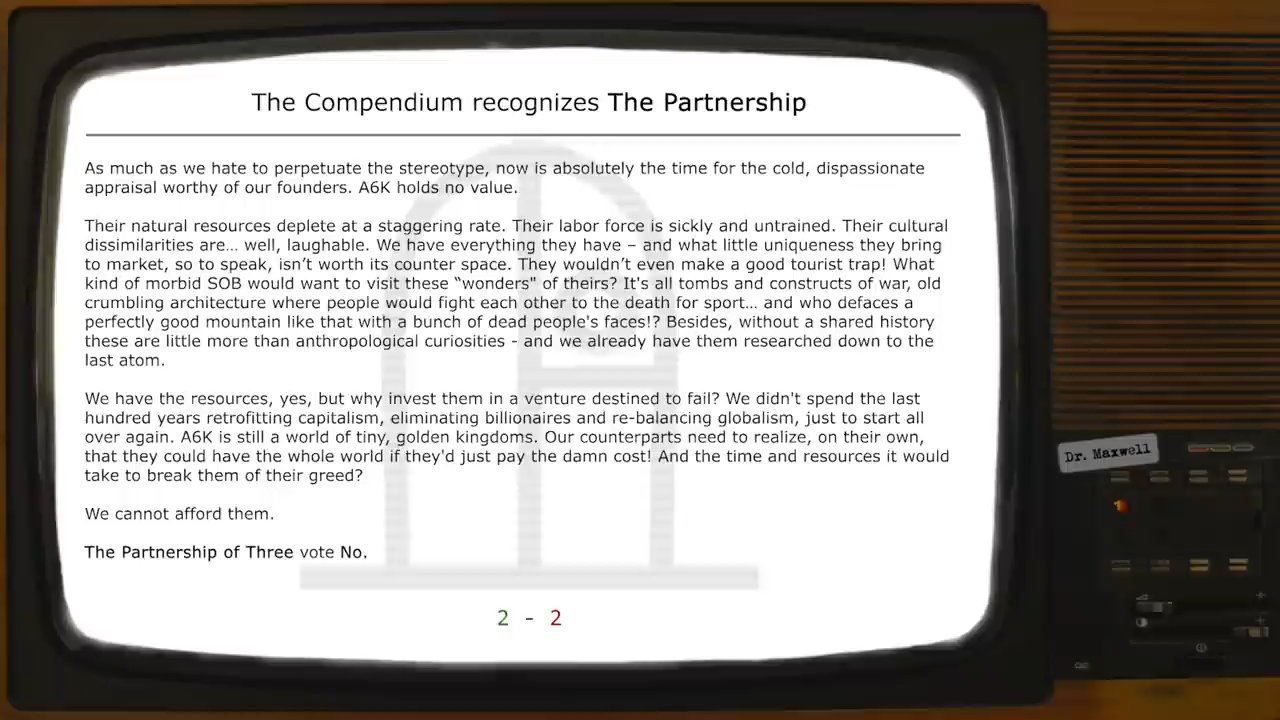 The Compendium recognizes The Partnership
As much as we hate to perpetuate the stereotype, now is absolutely the time for the cold, dispassionate
appraisal worthy of our founders. A6K holds no value.
Their natural resources deplete at a staggering rate. Their labor force is sickly and untrained. Their cultural
dissimilarities are... well, laughable. We have everything they have – and what little uniqueness they bring
to market, so to speak, isn’t worth its counter space. They wouldn’t even make a good tourist trap! What
kind of morbid SOB would want to visit these “wonders" of theirs? It's all tombs and constructs of war, old
crumbling architecture where people would fight each other to the death for sport... and who defaces a
perfectly good mountain like that with a bunch of dead people's faces!? Besides, without a shared history
these are little more than anthropological curiosities - and we already have them researched down to the
last atom.
We have the resources, yes, but why invest them in a venture destined to fail? We didn't spend the last
hundred years retrofitting capitalism, eliminating billionaires and re-balancing globalism, just to start all
over again. A6K is still a world of tiny, golden kingdoms. Our counterparts need to realize, on their own,
that they could have the whole world if they'd just pay the damn cost! And the time and resources it would
take to break them of their greed?
We cannot afford them.
The Partnership of Three vote No.
2 - 2
Dr. Maxwell